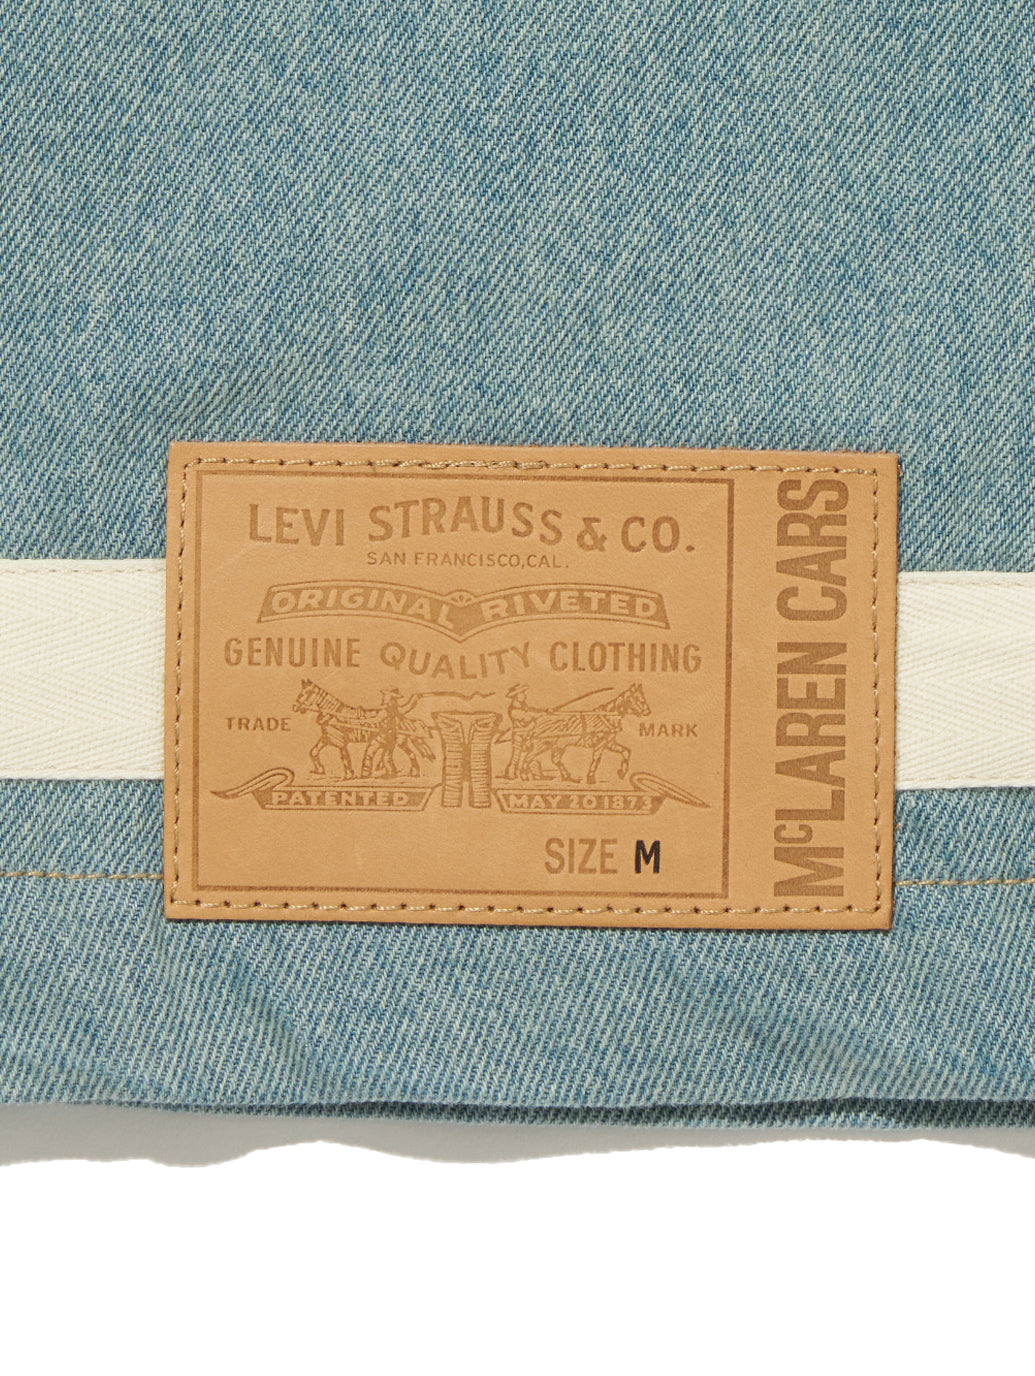 LEVI STRAUSS & CO.
SAN FRANCISCO, CAL.
ORIGINAL RIVETED
GENUINE QUALITY CLOTHING
TRADE MARK
PATENTED MAY 20 1873
SIZE M
McLAREN CARS